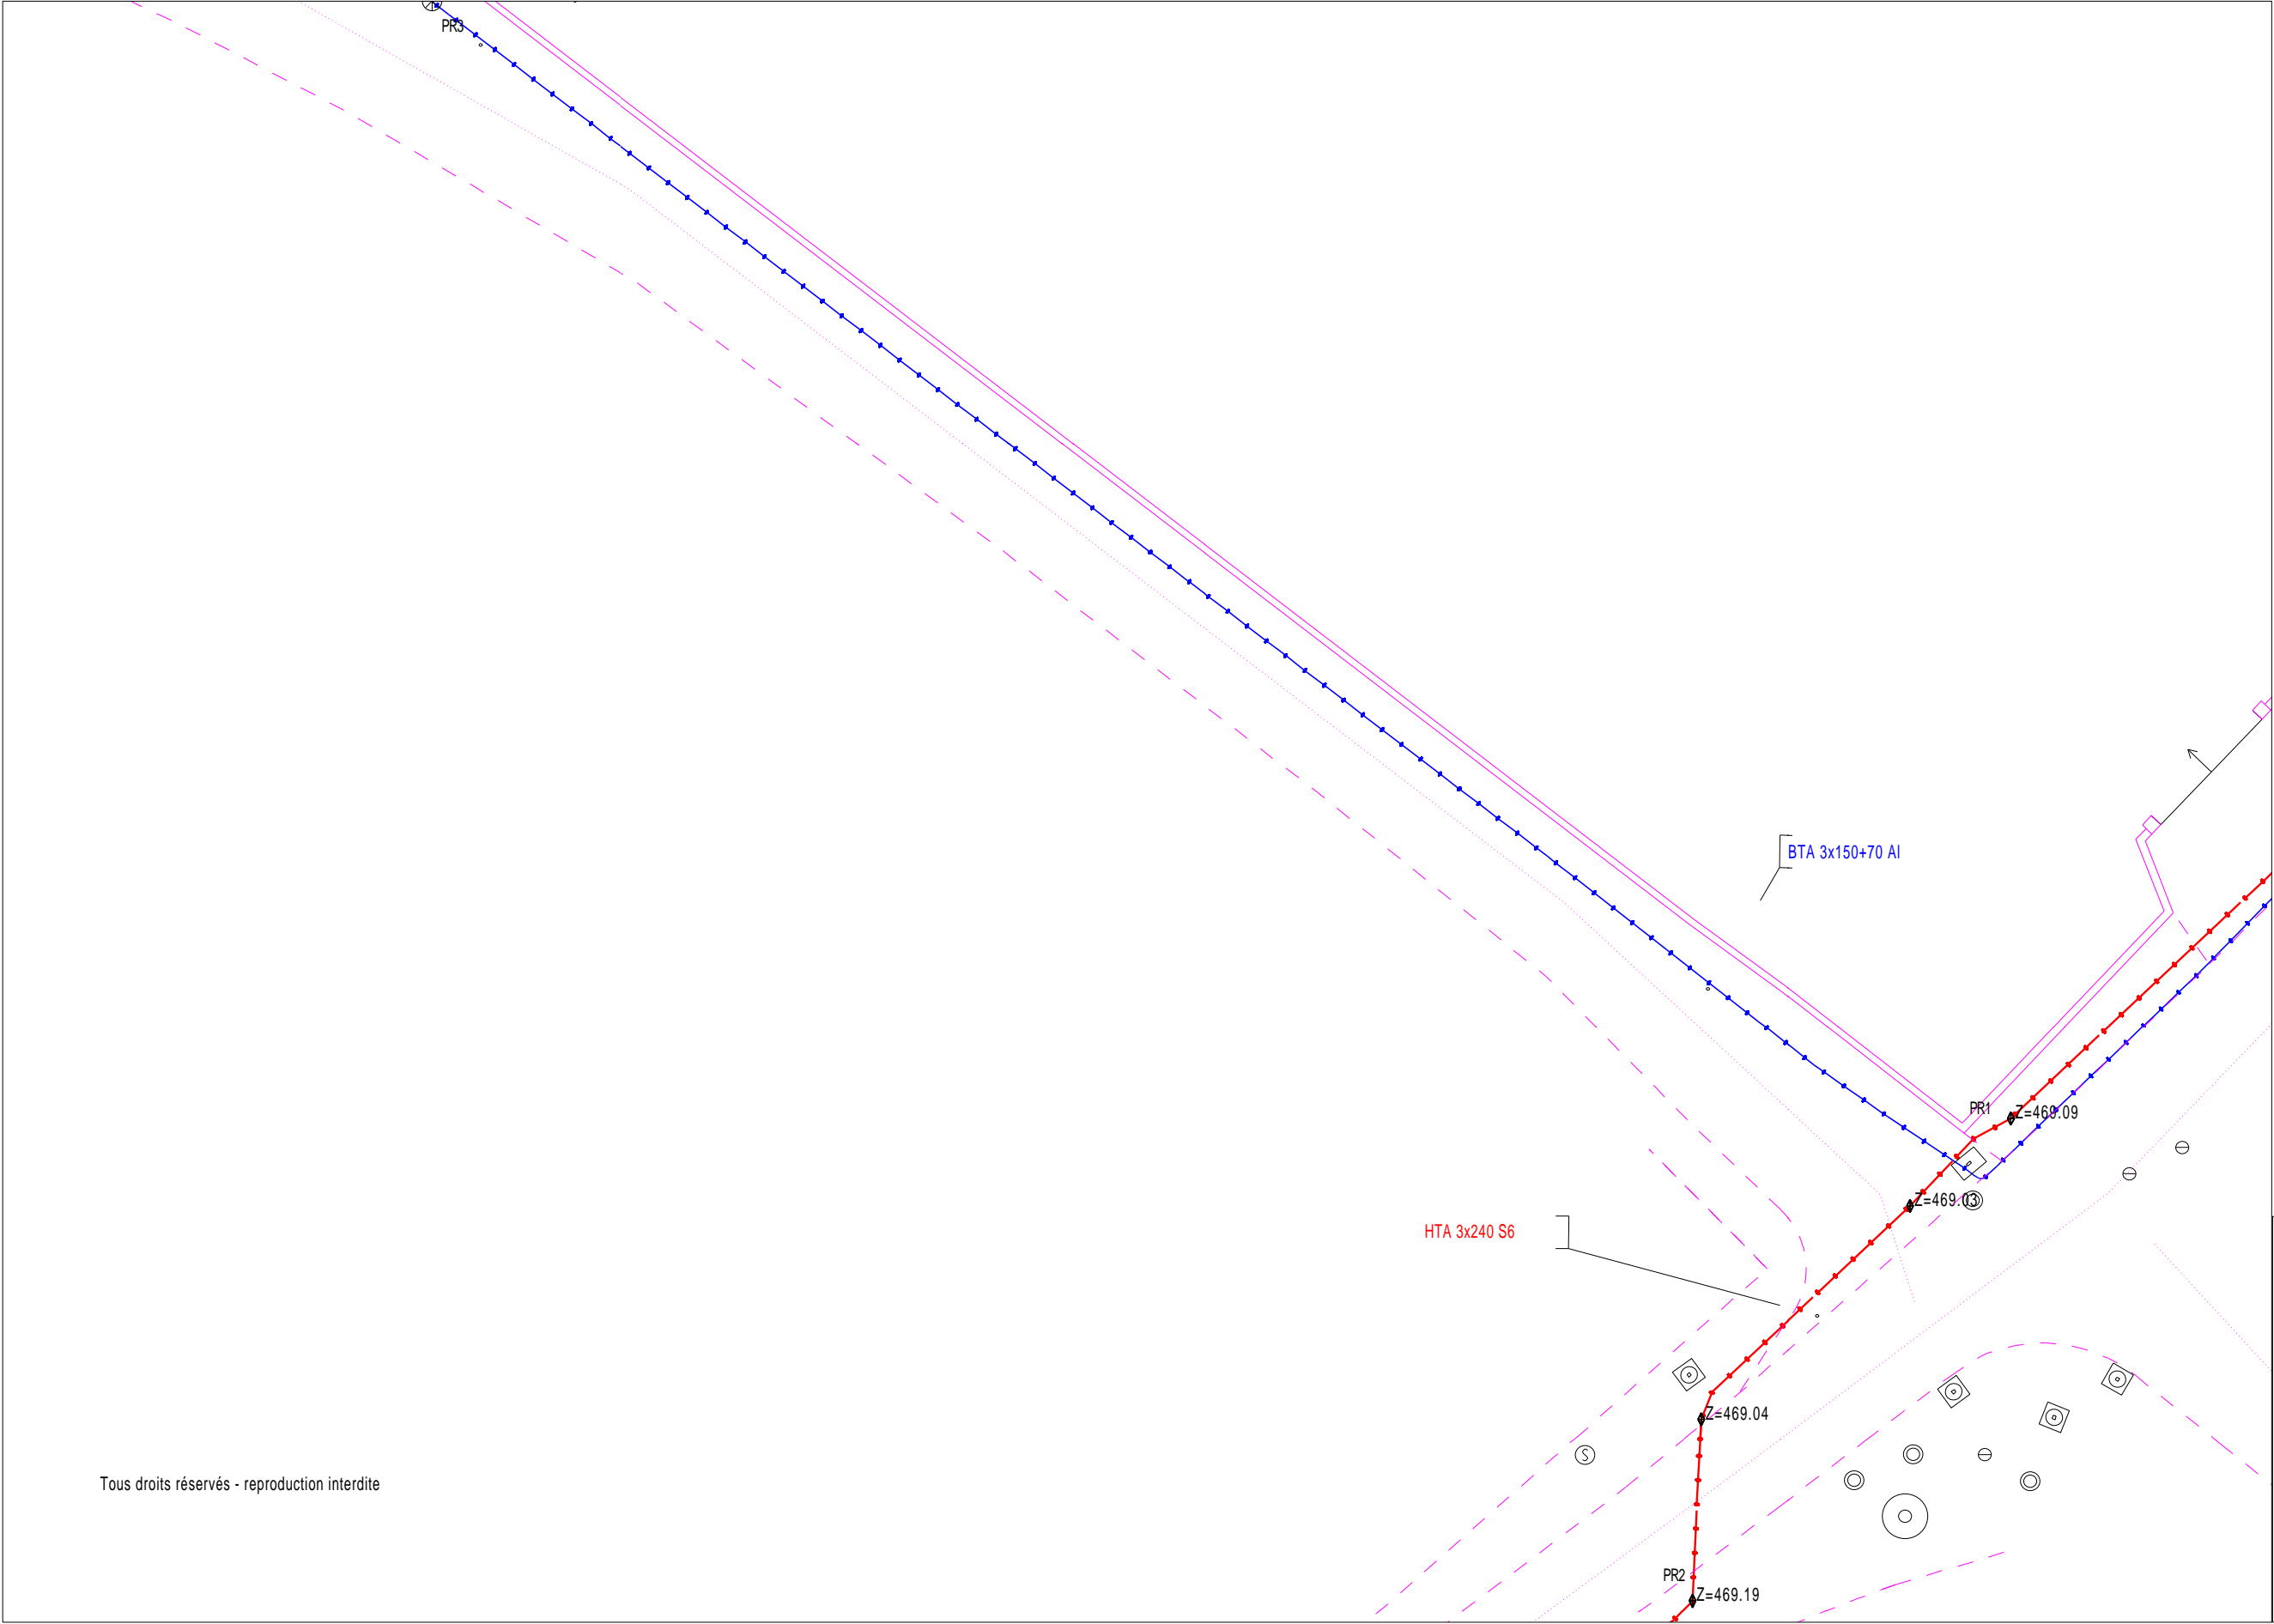 PR3
BTA 3x150+70 Al
PR1
Z=469.09
Z=469.03
HTA 3x240 S6
Z=469.04
S
Tous droits réservés - reproduction interdite
PR2
Z=469.19